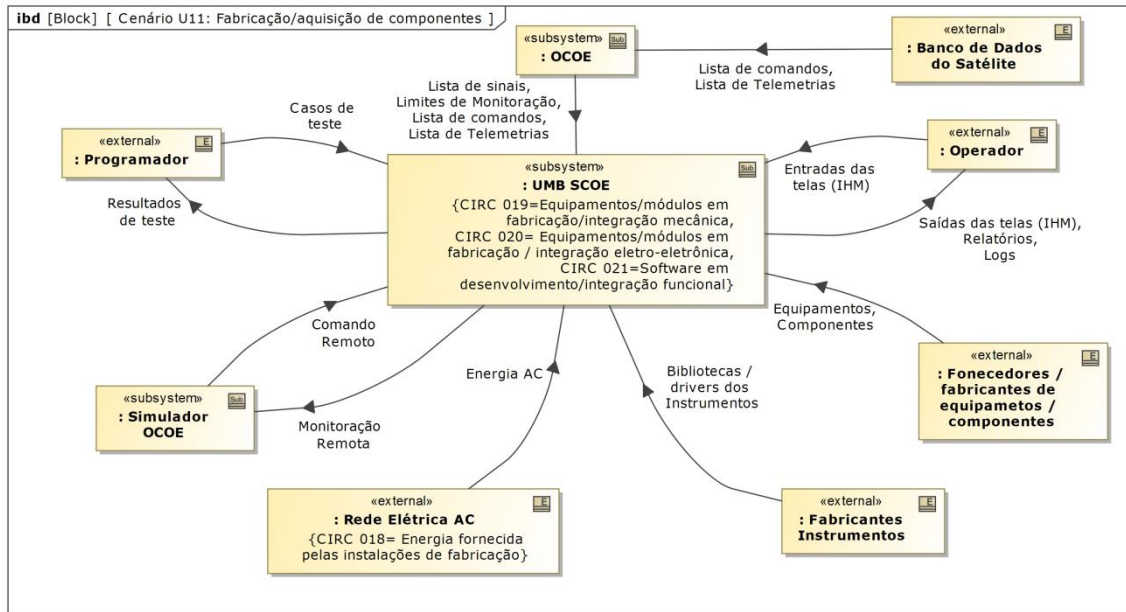 ibd [Block] [ Cenário U11: Fabricação/aquisição de componentes ]
«subsystem»
Sub
: OCOE
«external»
E
: Banco de Dados
do Satélite
Lista de comandos,
Lista de Telemetrias
Lista de sinais,
Limites de Monitoração,
Lista de comandos,
Lista de Telemetrias
Casos de
teste
«external»
E
: Programador
Resultados
de teste
«external»
E
: Operador
Entradas das
telas (IHM)
Saídas das telas (IHM),
Relatórios,
Logs
«subsystem»
Sub
: UMB SCOE
{CIRC 019=Equipamentos/módulos em
fabricação/integração mecânica,
CIRC 020= Equipamentos/módulos em
fabricação / integração eletro-eletrônica,
CIRC 021=Software em
desenvolvimento/integração funcional}
Equipamentos,
Componentes
Comando
Remoto
Energia AC
Bibliotecas /
drivers dos
Instrumentos
«external»
E
: Fonecedores /
fabricantes de
equipametos /
componentes
«subsystem»
Sub
: Simulador
OCOE
Monitoração
Remota
«external»
E
: Rede Elétrica AC
{CIRC 018= Energia fornecida
pelas instalações de fabricação}
«external»
E
: Fabricantes
Instrumentos